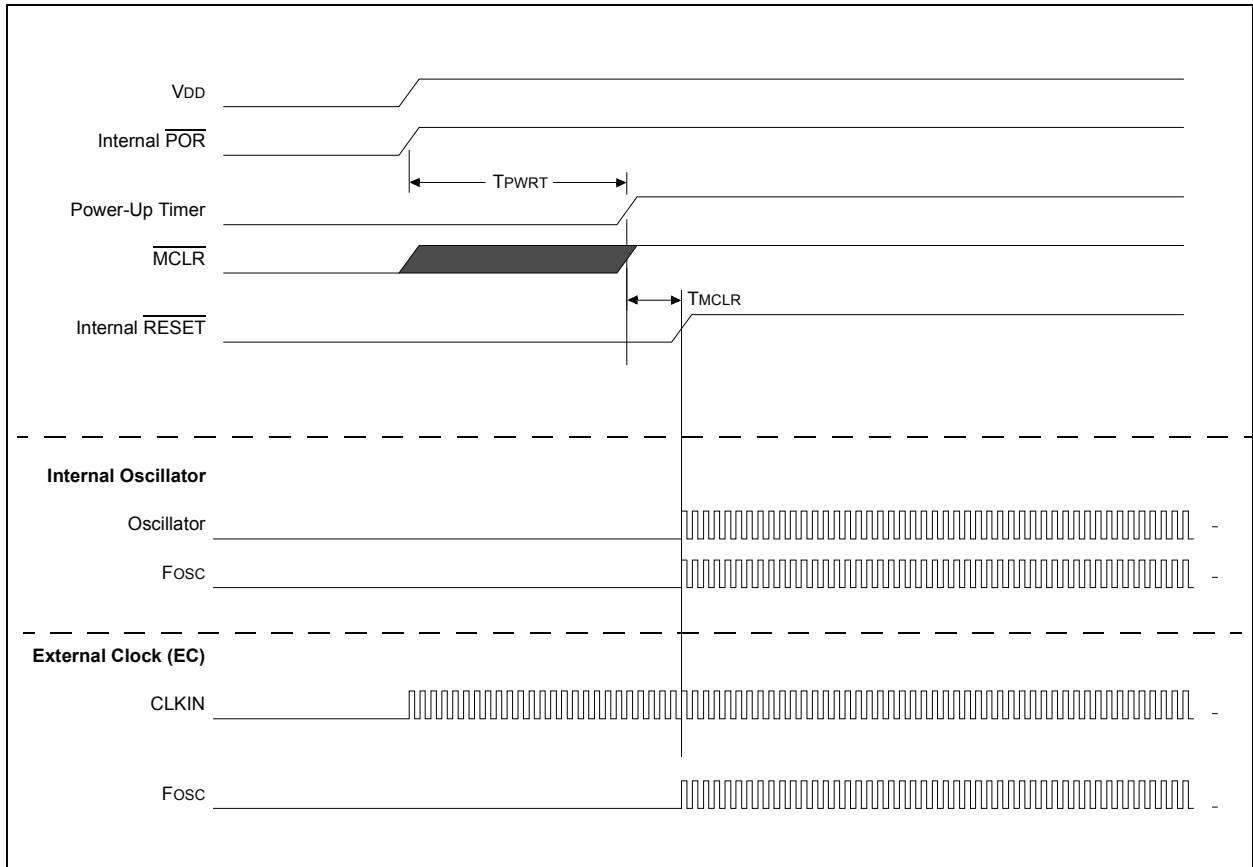 VDD
Internal POR
TPWRT
Power-Up Timer
MCLR
TMCLR
Internal RESET
Internal Oscillator
Oscillator
FOSC
External Clock (EC)
CLKIN
FOSC